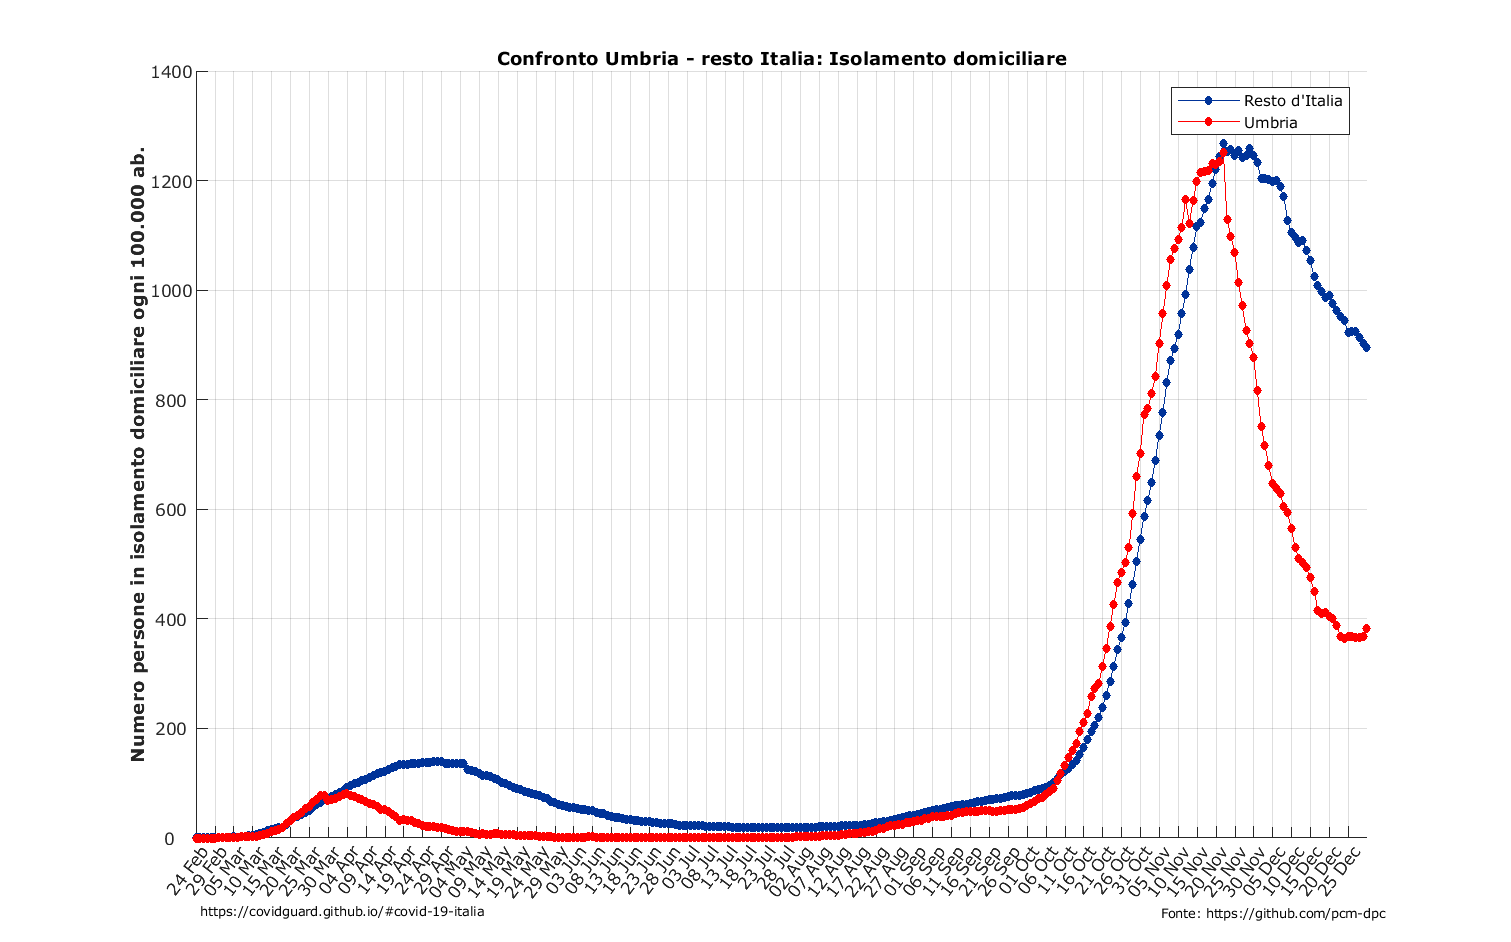 Confronto Umbria - resto Italia: Isolamento domiciliare
Resto d'Italia
Umbria
Numero persone in isolamento domiciliare ogni 100.000 ab.
1400
1200
1000
800
600
400
200
0
24 Feb
29 Feb
05 Mar
10 Mar
15 Mar
20 Mar
25 Mar
30 Mar
04 Apr
09 Apr
14 Apr
19 Apr
24 Apr
29 Apr
04 May
09 May
14 May
19 May
24 May
29 May
03 Jun
08 Jun
13 Jun
18 Jun
23 Jun
28 Jun
03 Jul
08 Jul
13 Jul
18 Jul
23 Jul
28 Jul
02 Aug
07 Aug
12 Aug
17 Aug
22 Aug
27 Aug
01 Sep
06 Sep
11 Sep
16 Sep
21 Sep
26 Sep
01 Oct
06 Oct
11 Oct
16 Oct
21 Oct
26 Oct
31 Oct
05 Nov
10 Nov
15 Nov
20 Nov
25 Nov
30 Nov
05 Dec
10 Dec
15 Dec
20 Dec
25 Dec
https://covidguard.github.io/#covid-19-italia
Fonte: https://github.com/pcm-dpc